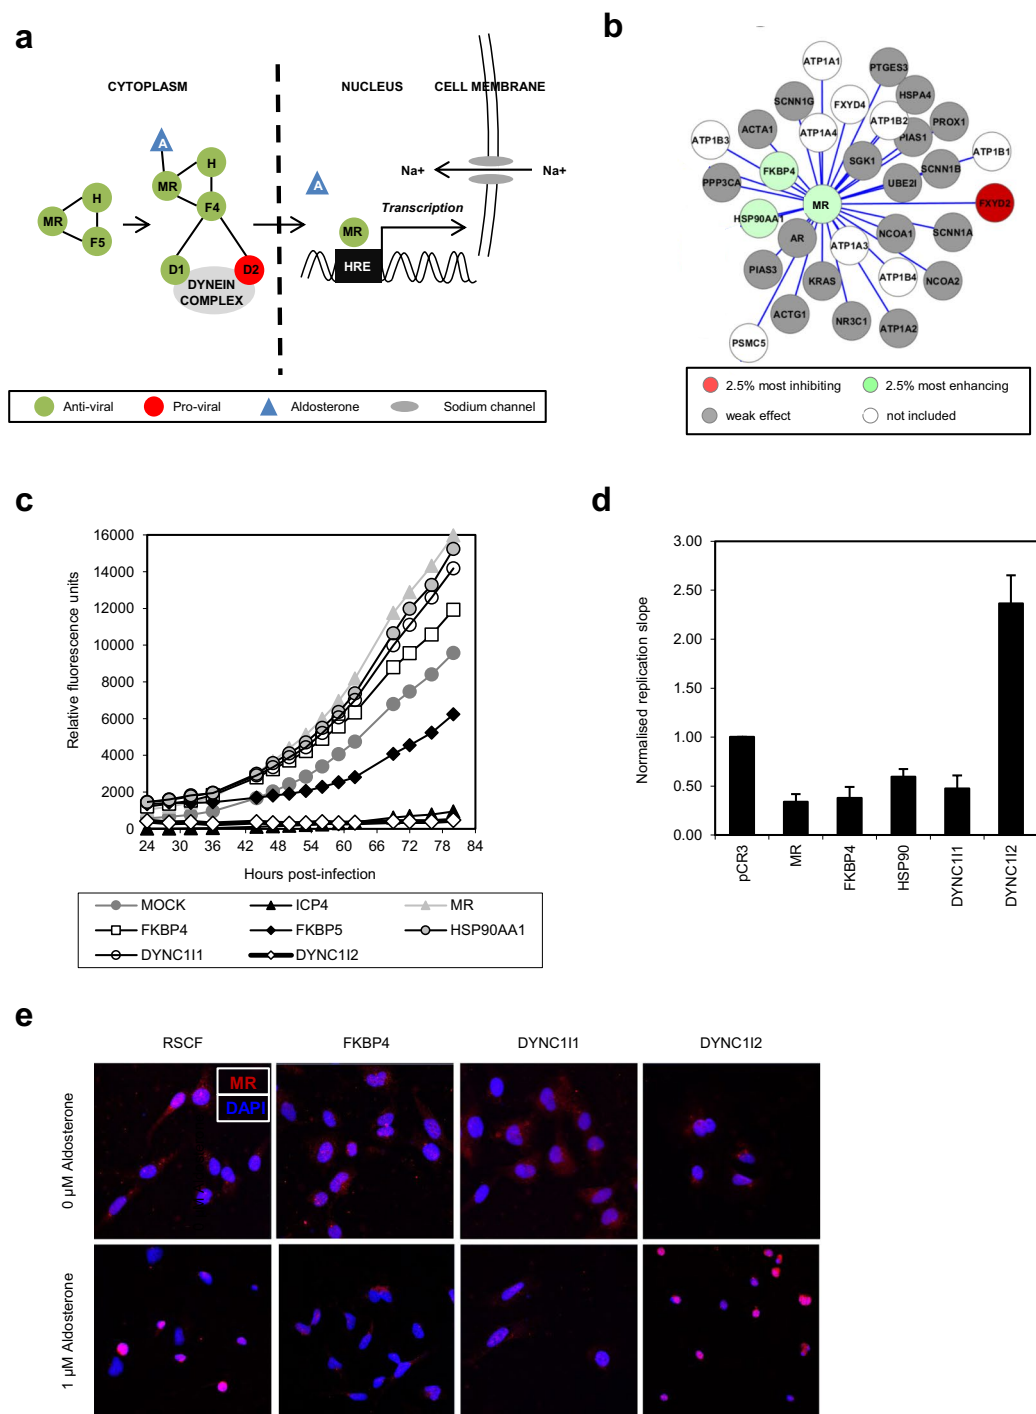 a
CYTOPLASM
NUCLEUS
CELL MEMBRANE
A
H
MR
F4
H
MR
F5
D1
D2
DYNEIN
COMPLEX
A
MR
HRE
Transcription
Na+
Na+
Anti-viral
Pro-viral
A
Aldosterone
Sodium channel
b
ATP1A1
PTGES3
SCNN1G
FXYD4
HSPA4
ATP1B2
PROX1
ACTA1
ATP1A4
PIAS1
ATP1B3
ATP1B1
SGK1
SCNN1B
FKBP4
PPP3CA
UBE2I
MR
FXYD2
HSP90AA1
NCOA1
SCNN1A
AR
ATP1A3
PIAS3
KRAS
ATP1B4
NCOA2
ACTG1
NR3C1
ATP1A2
PSMC5
2.5% most inhibiting
2.5% most enhancing
weak effect
not included
c
Relative fluorescence units
16000
14000
12000
10000
8000
6000
4000
2000
0
24 30 36 42 48 54 60 66 72 78 84
Hours post-infection
MOCK
ICP4
MR
FKBP4
FKBP5
HSP90AA1
DYNC1I1
DYNC1I2
d
Normalised replication slope
3.00
2.50
2.00
1.50
1.00
0.50
0.00
pCR3
MR
FKBP4
HSP90
DYNC1I1
DYNC1I2
e
RSCF
FKBP4
DYNC1I1
DYNC1I2
0 µM Aldosterone
MR
DAPI
1 µM Aldosterone